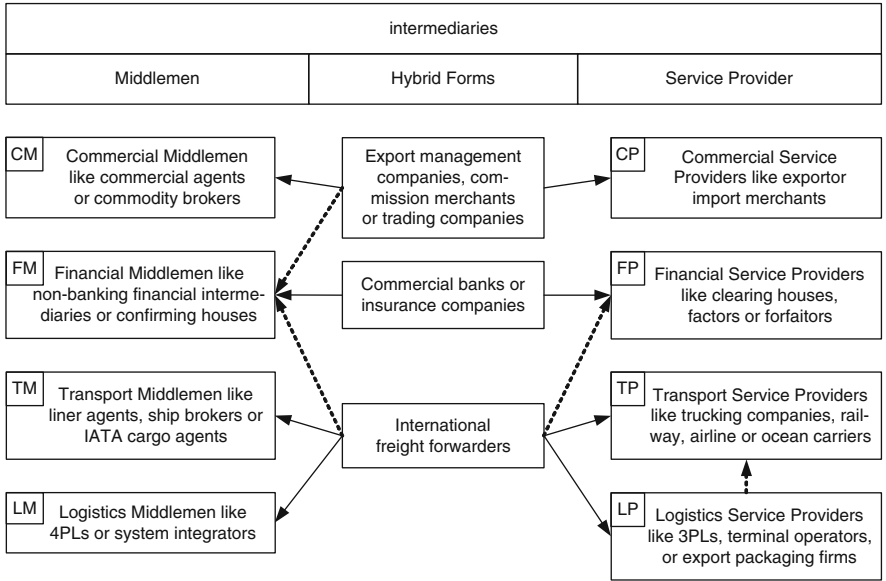 intermediaries
Middlemen
Hybrid Forms
Service Provider
CM
Commercial Middlemen
like commercial agents
or commodity brokers
Export management
companies, com-
mission merchants
or trading companies
CP
Commercial Service
Providers like exportor
import merchants
FM
Financial Middlemen like
non-banking financial interme-
diaries or confirming houses
Commercial banks or
insurance companies
FP
Financial Service Providers
like clearing houses,
factors or forfaitors
TM
Transport Middlemen like
liner agents, ship brokers or
IATA cargo agents
International
freight forwarders
TP
Transport Service Providers
like trucking companies, rail-
way, airline or ocean carriers
LM
Logistics Middlemen like
4PLs or system integrators
LP
Logistics Service Providers
like 3PLs, terminal operators,
or export packaging firms